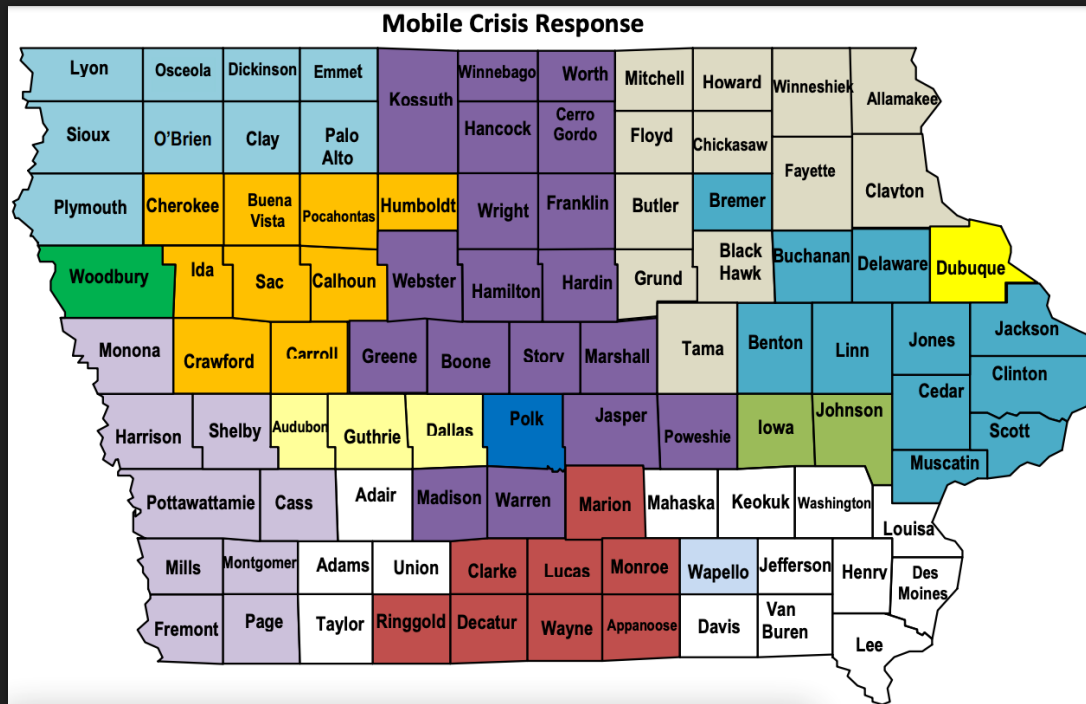 Mobile Crisis Response
Lyon
Osceola
Dickinson
Emmet
Kossuth
Winnebago
Worth
Mitchell
Howard
Winneshiek
Allamakee
Sioux
O'Brien
Clay
Palo
Alto
Hancock
Cerro
Gordo
Floyd
Chickasaw
Fayette
Clayton
Plymouth
Cherokee
Buena
Vista
Pocahontas
Humboldt
Wright
Franklin
Butler
Bremer
Woodbury
Ida
Sac
Calhoun
Webster
Hamilton
Hardin
Grund
Black
Hawk
Buchanan
Delaware
Dubuque
Monona
Crawford
Carroll
Greene
Boone
Story
Marshall
Tama
Benton
Linn
Jones
Jackson
Clinton
Cedar
Harrison
Shelby
Audubon
Guthrie
Dallas
Polk
Jasper
Poweshie
Iowa
Johnson
Scott
Muscatin
Pottawattamie
Cass
Adair
Madison
Warren
Marion
Mahaska
Keokuk
Washington
Louisa
Mills
Montgomer
Adams
Union
Clarke
Lucas
Monroe
Wapello
Jefferson
Henry
Des
Moines
Fremont
Page
Taylor
Ringgold
Decatur
Wayne
Appanoose
Davis
Van
Buren
Lee